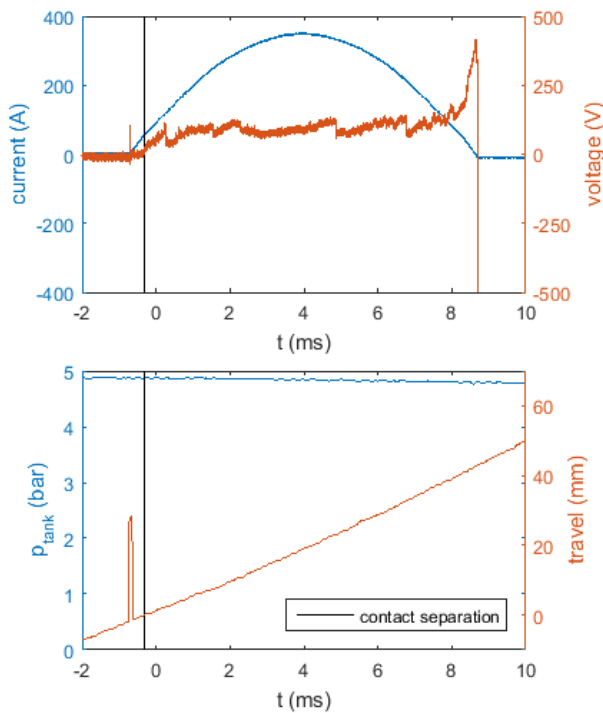 400
200
0
-200
-400
current (A)
500
250
0
-250
-500
voltage (V)
-2 0 2 4 6 8 10
t (ms)
5
4
3
2
1
0
p_tank (bar)
60
40
20
0
travel (mm)
contact separation
-2 0 2 4 6 8 10
t (ms)